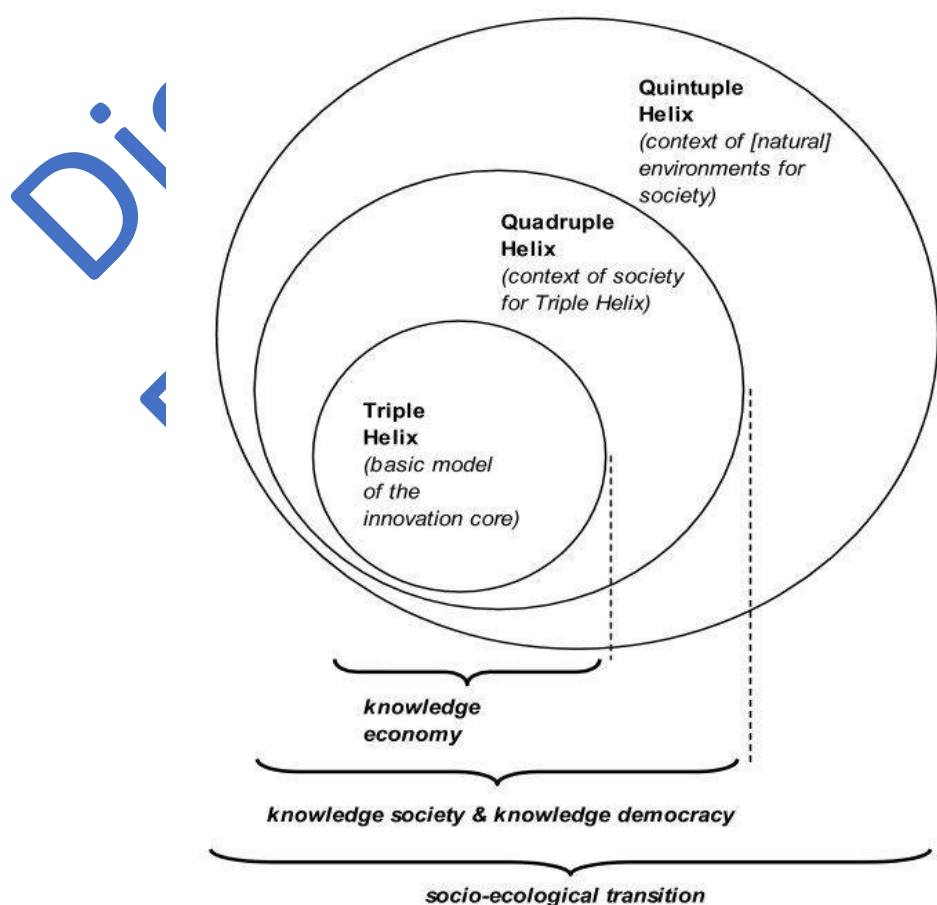 Quintuple
Helix
(context of [natural]
environments for
society)
Quadruple
Helix
(context of society
for Triple Helix)
Triple
Helix
(basic model
of the
innovation core)
knowledge
economy
knowledge society & knowledge democracy
socio-ecological transition